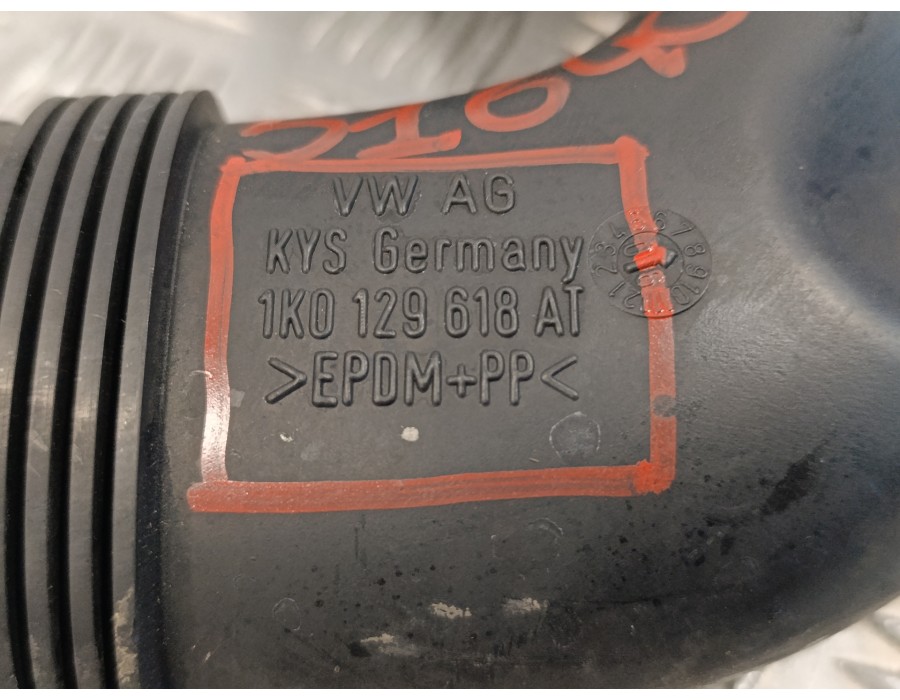 VW AG
KYS Germany
1K0 129 618 AT
>EPDM+PP<